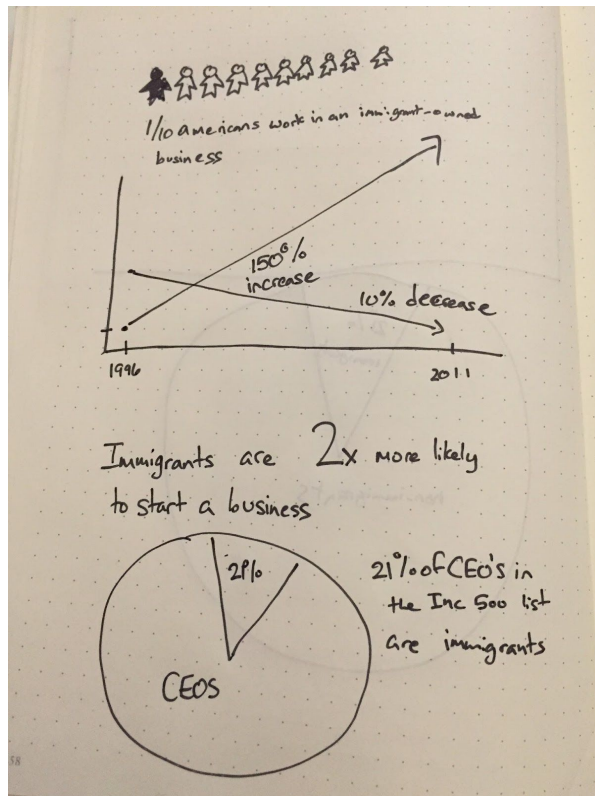 1/10 americans work in an immigrant-owned
business
150% increase
10% decrease
1996
2011
Immigrants are 2x more likely
to start a business
21%
CEOS
21% of CEO's in
the Inc 500 list
are immigrants
58